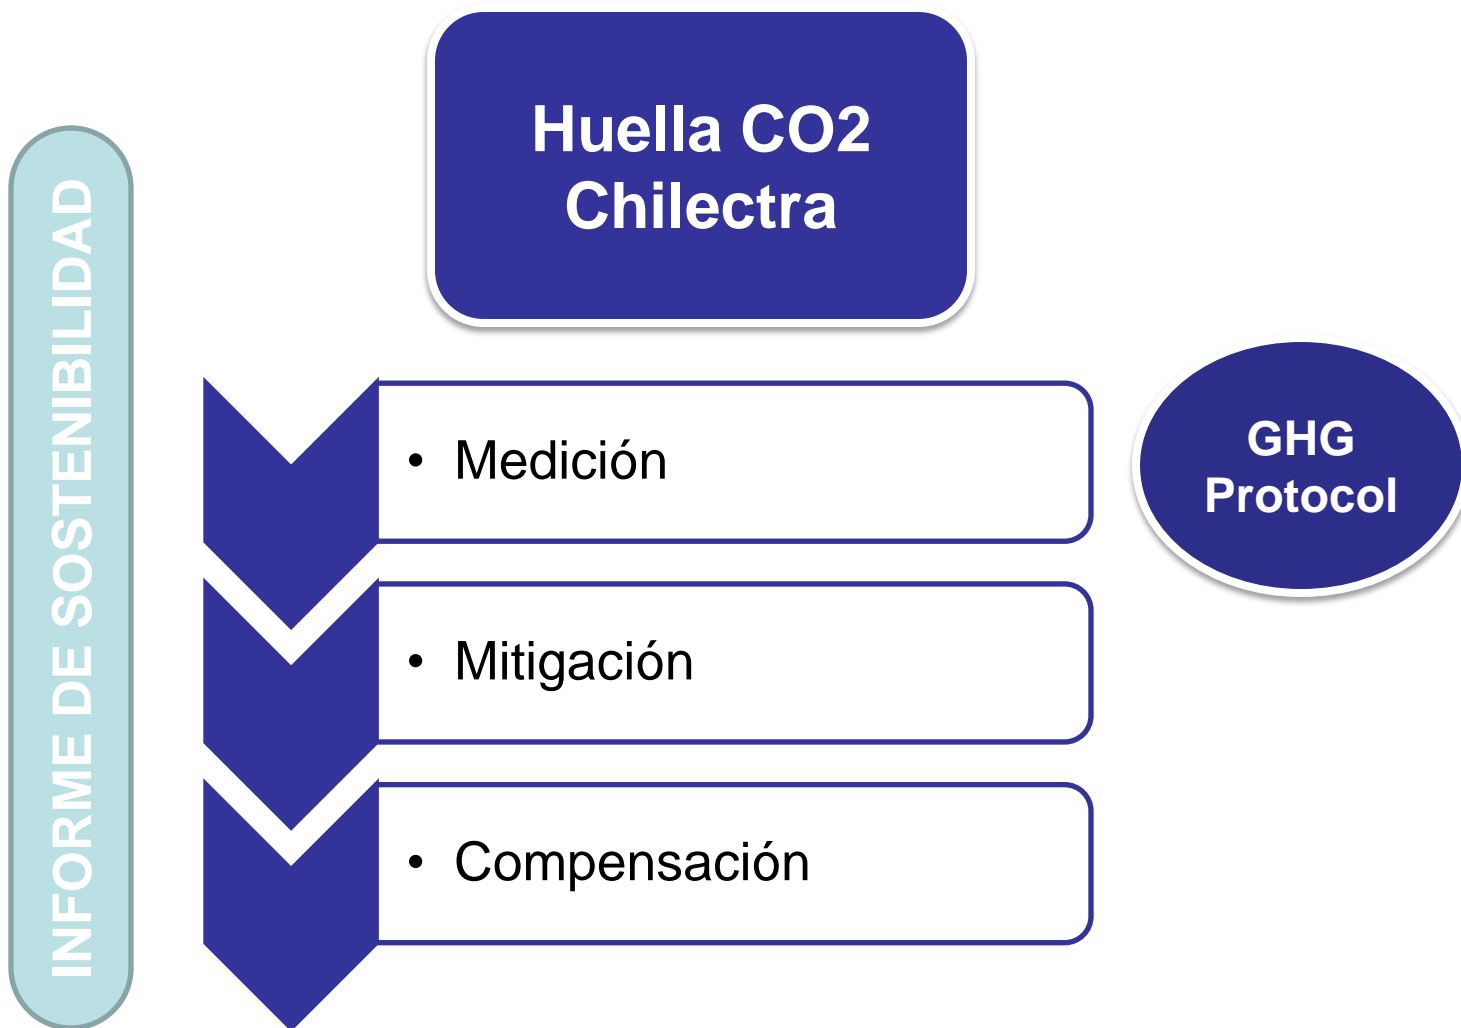 Huella CO2
Chilectra
INFORME DE SOSTENIBILIDAD
• Medición
GHG
Protocol
• Mitigación
• Compensación